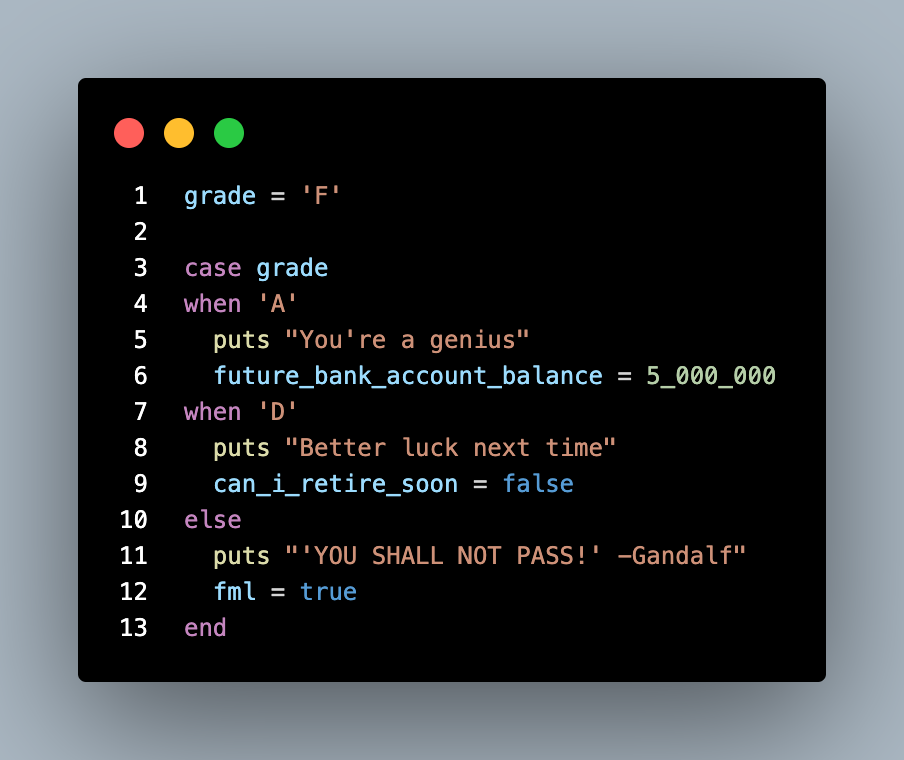 1 grade = 'F'
2
3 case grade
4 when 'A'
5   puts "You're a genius"
6   future_bank_account_balance = 5_000_000
7 when 'D'
8   puts "Better luck next time"
9   can_i_retire_soon = false
10 else
11   puts "'YOU SHALL NOT PASS!' —Gandalf"
12   fml = true
13 end